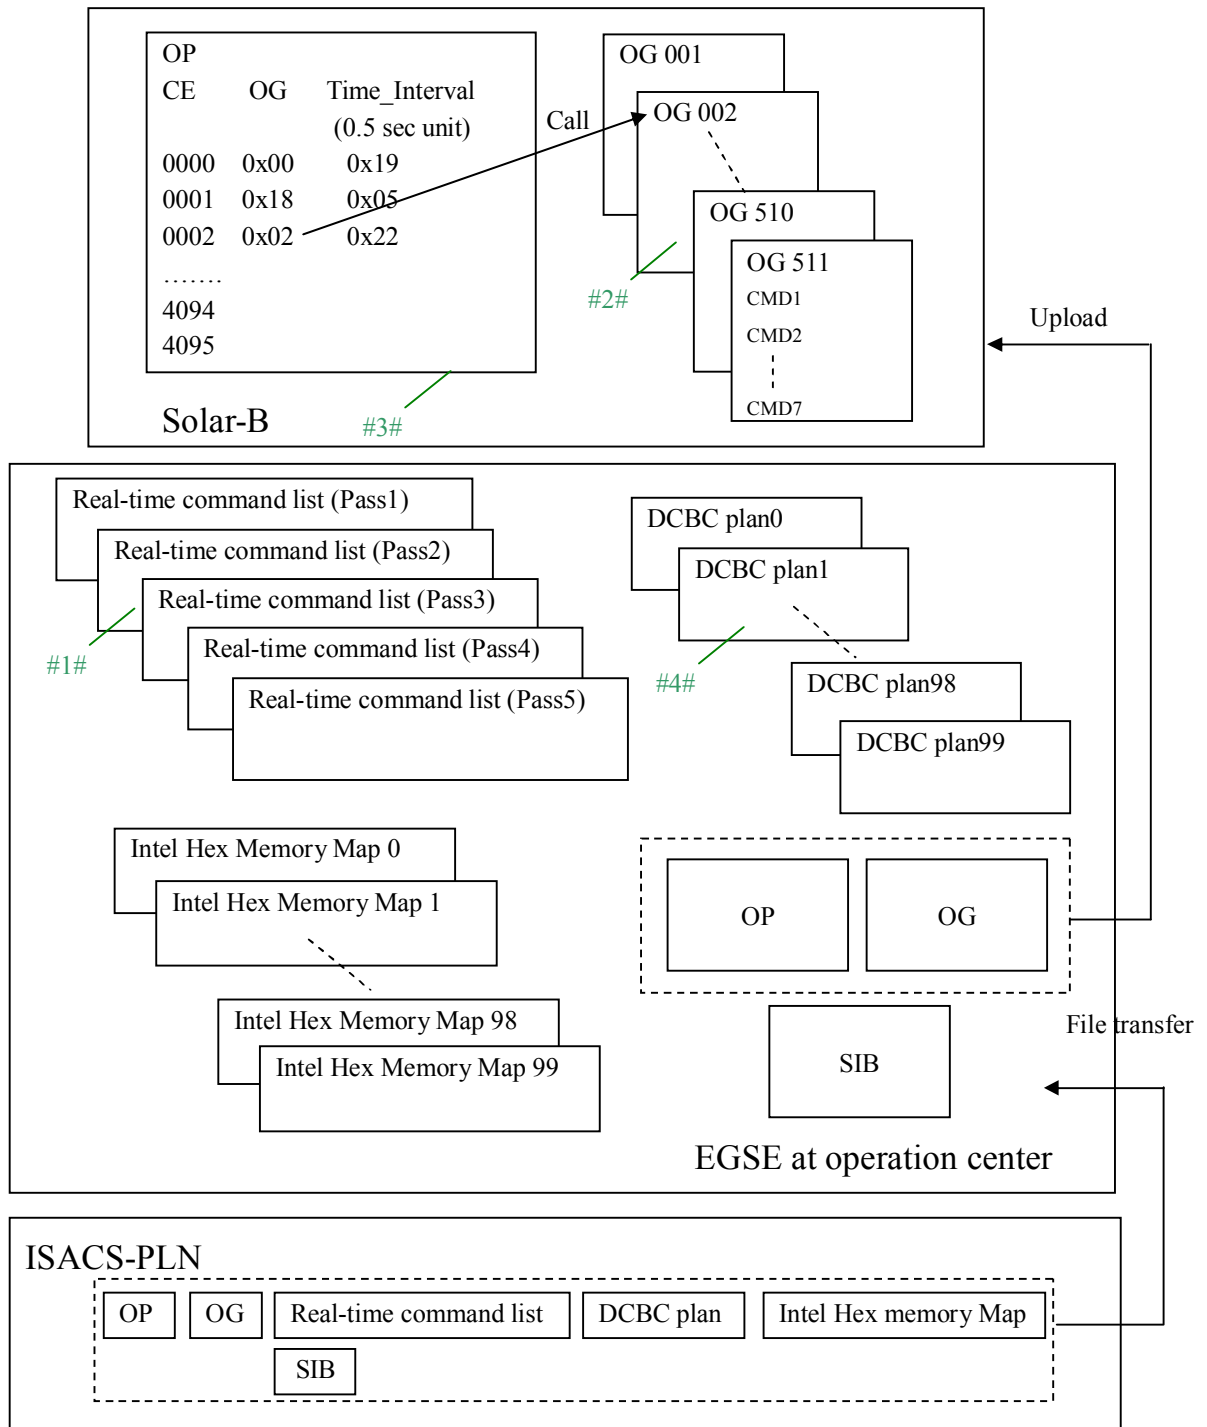 OP
CE OG Time_Interval
(0.5 sec unit)
0000 0x00 0x19
0001 0x18 0x05
0002 0x02 0x22
.......
4094
4095
Call
OG 001
OG 002
OG 510
OG 511
CMD1
CMD2
CMD7
#2#
#3#
Solar-B
Upload
Real-time command list (Pass1)
Real-time command list (Pass2)
Real-time command list (Pass3)
Real-time command list (Pass4)
Real-time command list (Pass5)
#1#
DCBC plan0
DCBC plan1
DCBC plan98
DCBC plan99
#4#
Intel Hex Memory Map 0
Intel Hex Memory Map 1
Intel Hex Memory Map 98
Intel Hex Memory Map 99
OP
OG
SIB
File transfer
EGSE at operation center
ISACS-PLN
OP
OG
Real-time command list
DCBC plan
Intel Hex memory Map
SIB